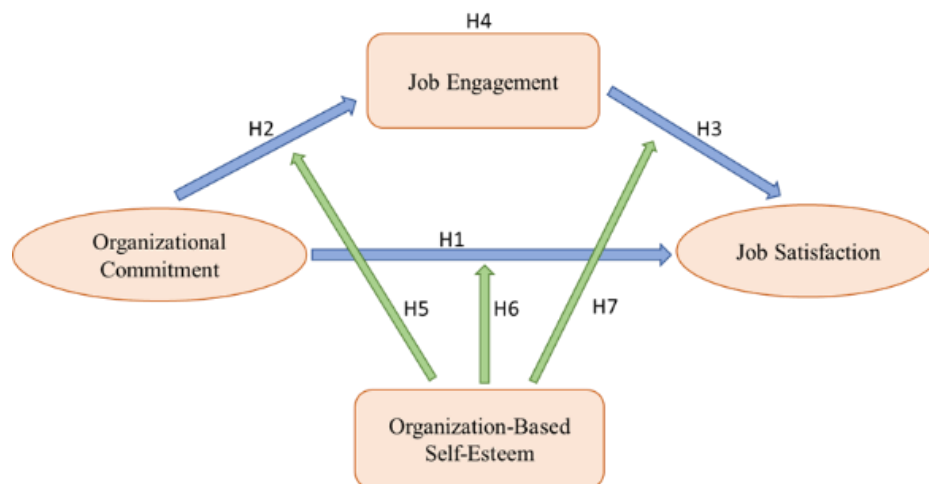 H4
Job Engagement
H2
H3
Organizational
Commitment
H1
Job Satisfaction
H5
H6
H7
Organization-Based
Self-Esteem